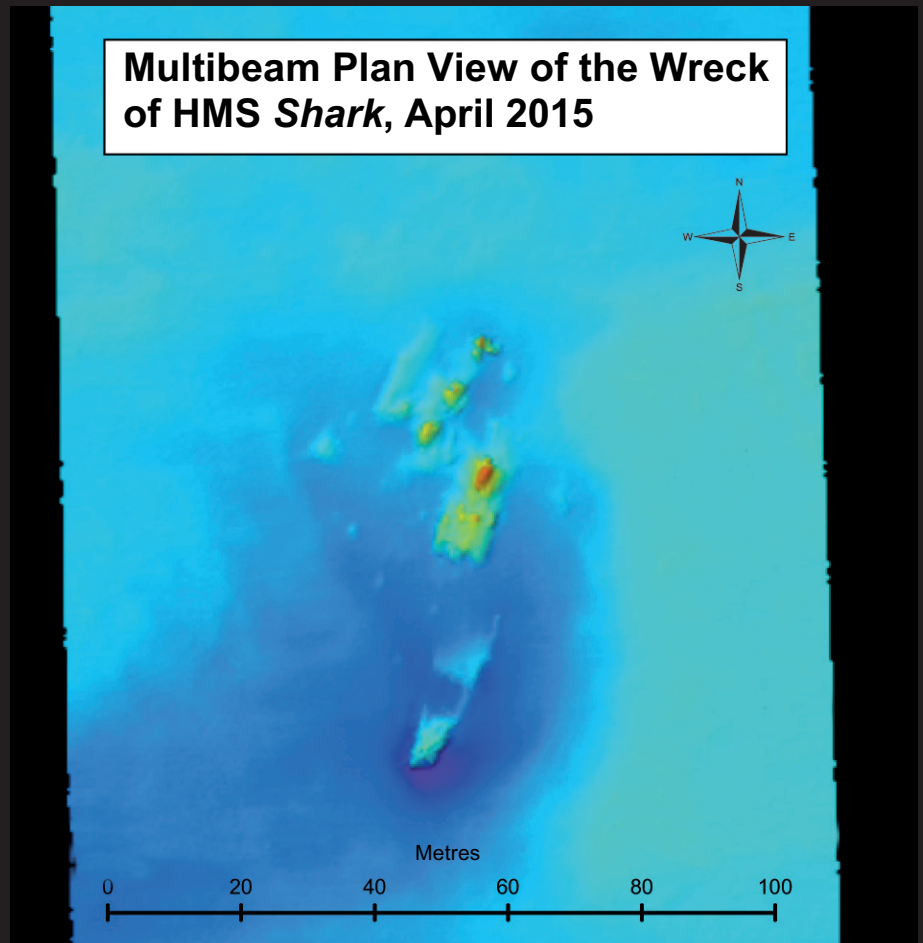 Multibeam Plan View of the Wreck
of HMS Shark, April 2015
N
W E
S
Metres
0 20 40 60 80 100